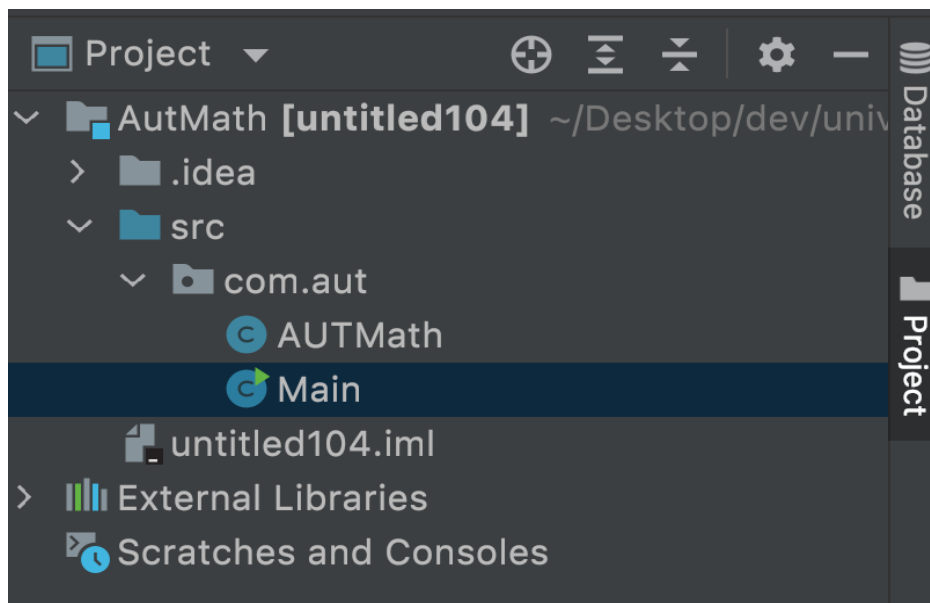 Project
AutMath [untitled104] ~/Desktop/dev/univ
.idea
src
com.aut
C AUTMath
C Main
untitled104.iml
External Libraries
Scratches and Consoles
Database
Project